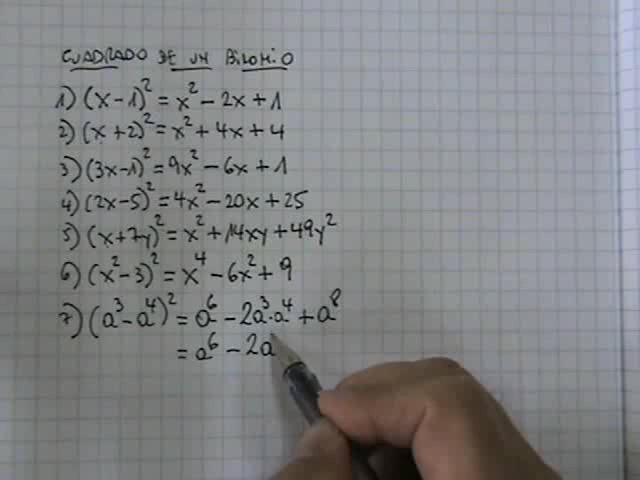 CUADRADO DE UN BINOMIO
1) (x-1)² = x² - 2x + 1
2) (x+2)² = x² + 4x + 4
3) (3x-1)² = 9x² - 6x + 1
4) (2x-5)² = 4x² - 20x + 25
5) (x+7y)² = x² + 14xy + 49y²
6) (x²-3)² = x⁴ - 6x² + 9
7) (a³-a⁴)² = a⁶ - 2a³·a⁴ + a⁸
= a⁶ - 2a